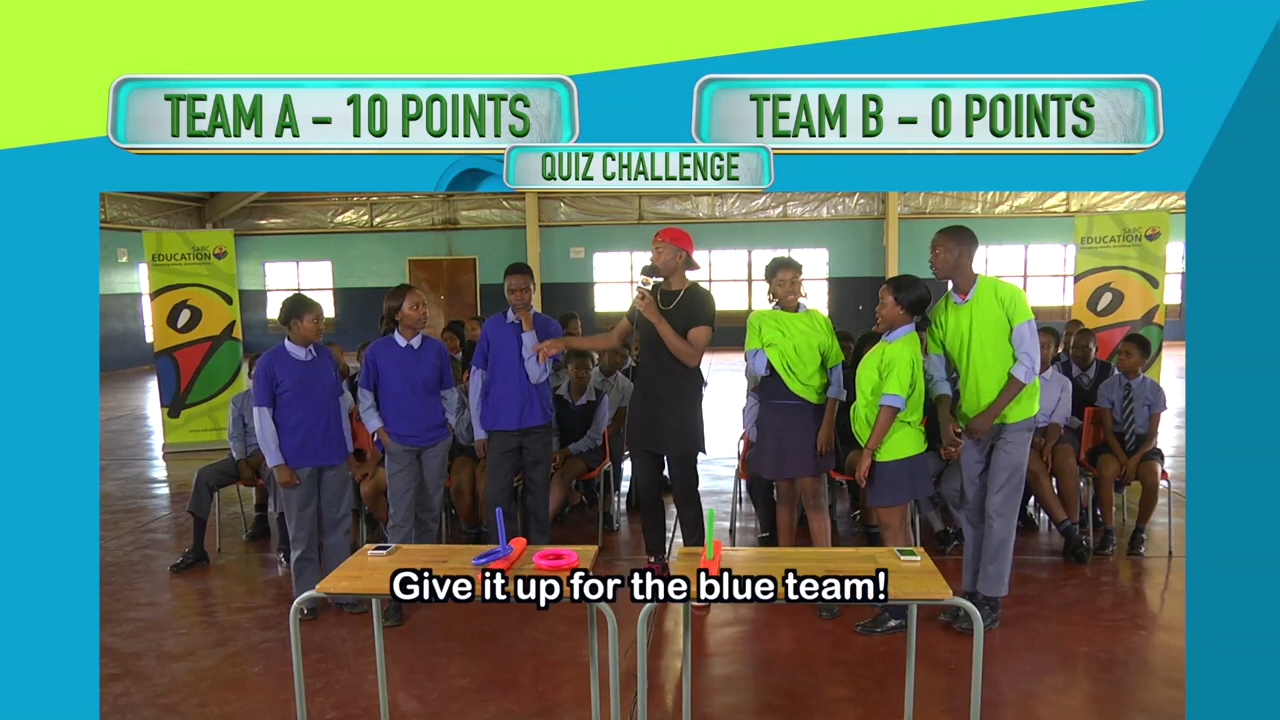 TEAM A – 10 POINTS
TEAM B – 0 POINTS
QUIZ CHALLENGE
SABC
EDUCATION
SABC
EDUCATION
Give it up for the blue team!